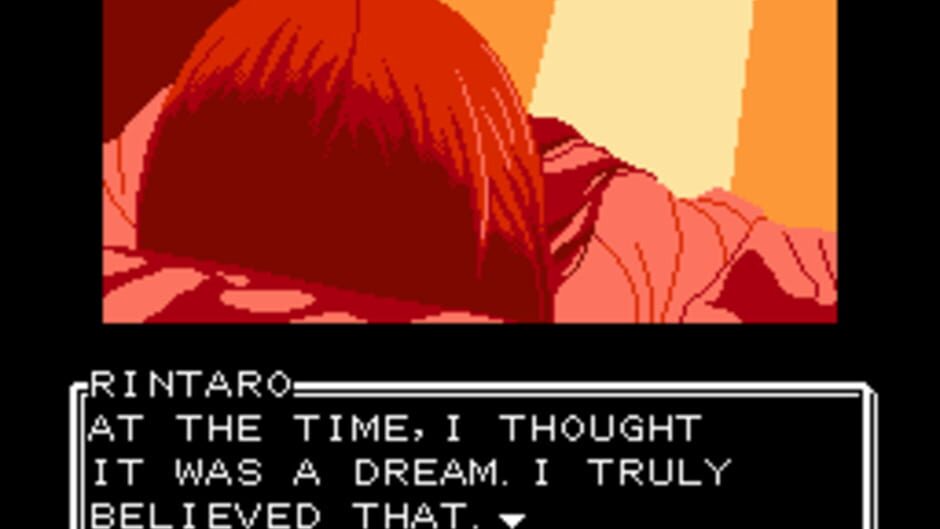 RINTARO
AT THE TIME, I THOUGHT
IT WAS A DREAM. I TRULY
BELIEVED THAT.